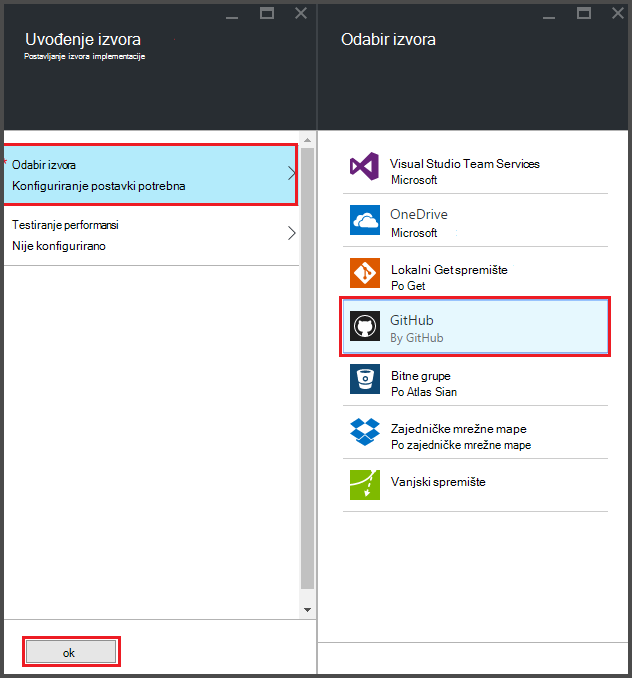 Uvođenje izvora
Postavljanje izvora implementacije
Odabir izvora
Konfiguriranje postavki potrebna
Testiranje performansi
Nije konfigurirano
ok
Odabir izvora
Visual Studio Team Services
Microsoft
OneDrive
Microsoft
Lokalni Get spremište
Po Get
GitHub
By GitHub
Bitne grupe
Po Atlas Sian
Zajedničke mrežne mape
Po zajedničke mrežne mape
Vanjski spremište